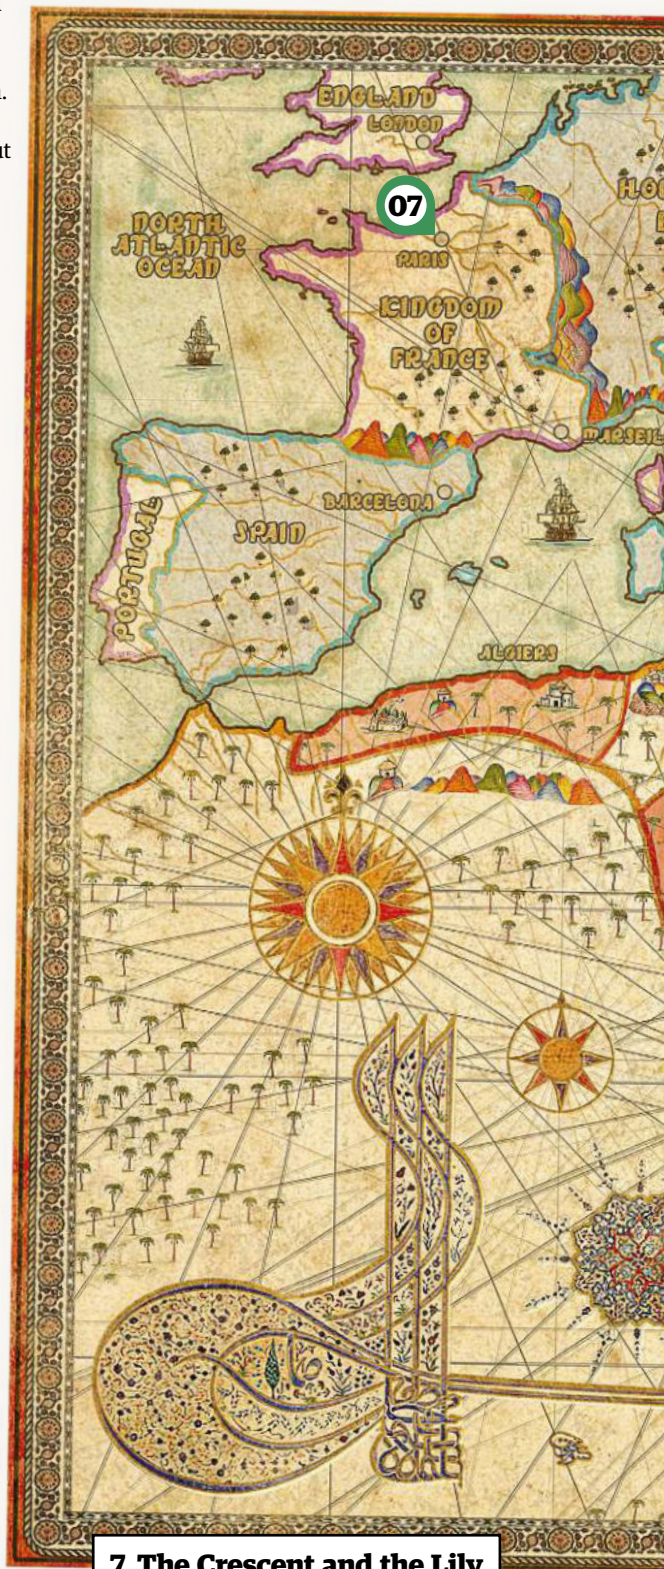 ENGLAND
LONDON
07
NORTH
ATLANTIC
OCEAN
PARIS
KINGDOM
OF
FRANCE
MARSEIL
BARCELONA
SPAIN
PORTUGAL
ALGIERS
7. The Crescent and the Lily